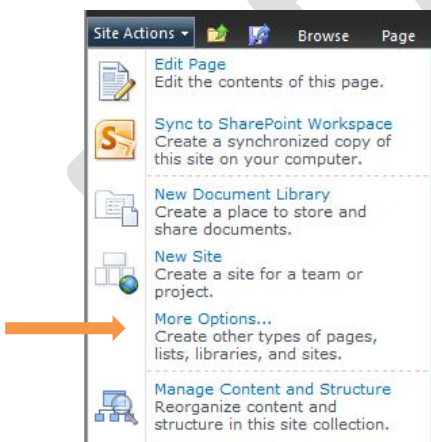 Site Actions Browse Page
Edit Page
Edit the contents of this page.
Sync to SharePoint Workspace
Create a synchronized copy of
this site on your computer.
New Document Library
Create a place to store and
share documents.
New Site
Create a site for a team or
project.
More Options...
Create other types of pages,
lists, libraries, and sites.
Manage Content and Structure
Reorganize content and
structure in this site collection.